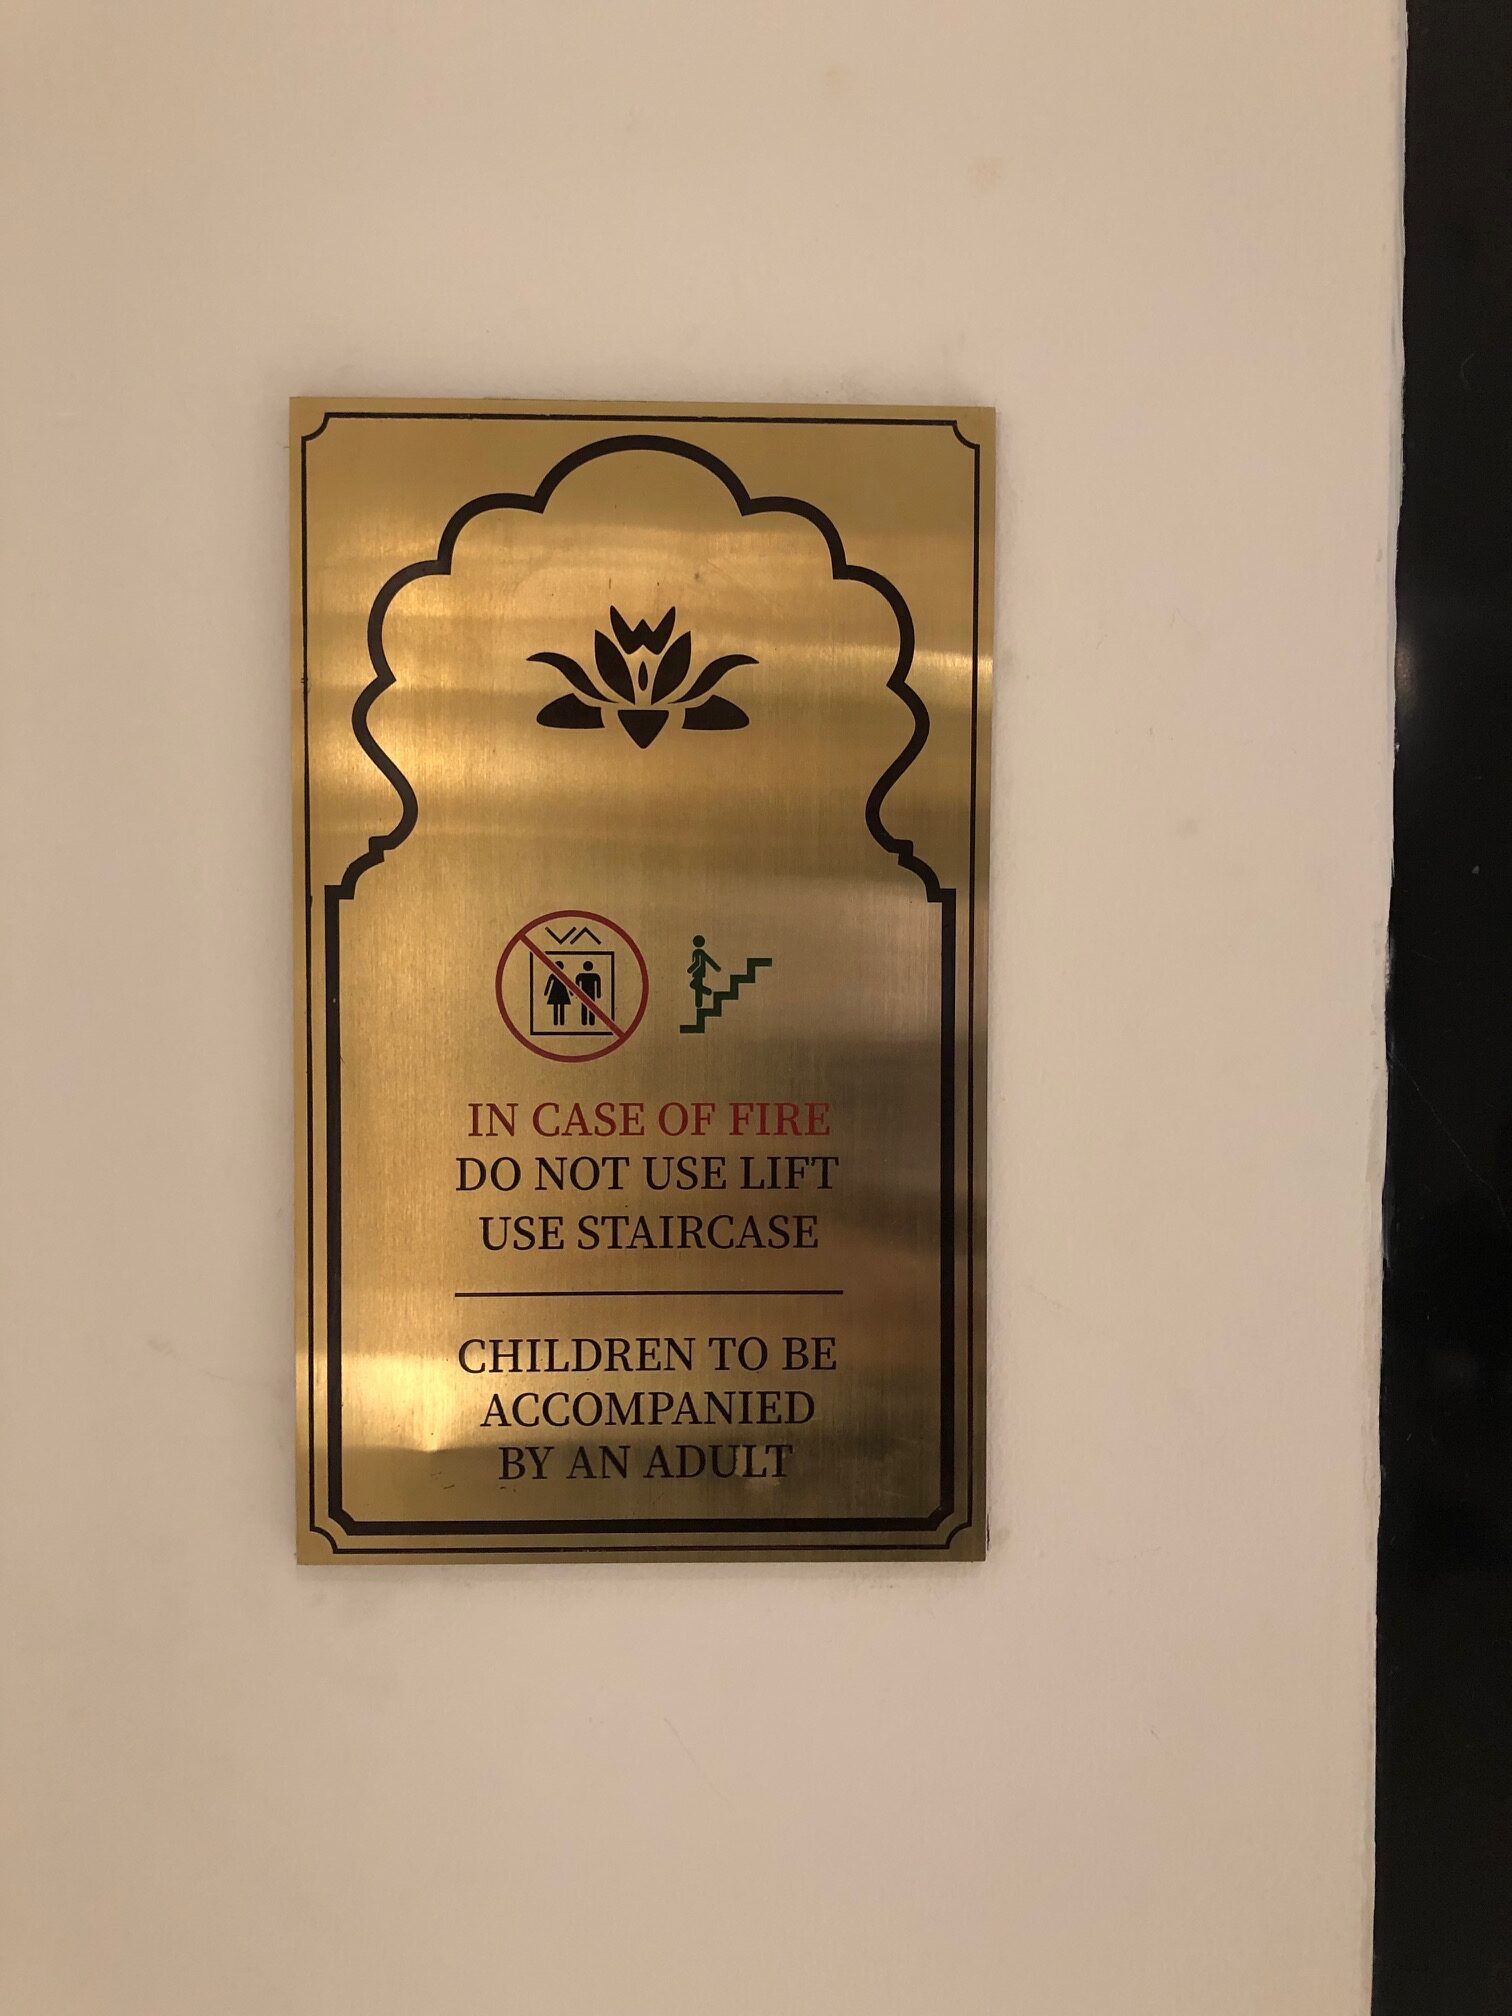 IN CASE OF FIRE
DO NOT USE LIFT
USE STAIRCASE
CHILDREN TO BE
ACCOMPANIED
BY AN ADULT